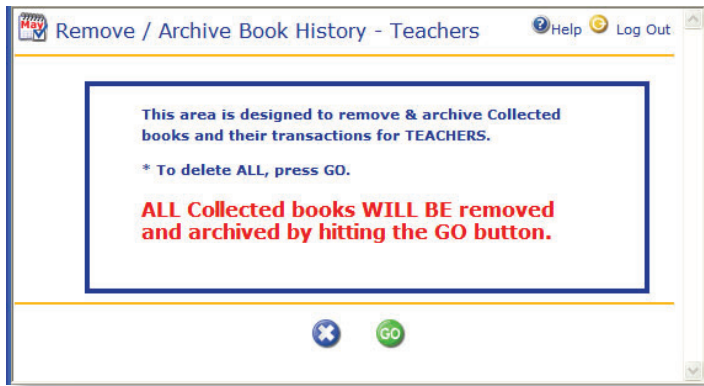 May
Remove / Archive Book History - Teachers
Help
Log Out
This area is designed to remove & archive Collected
books and their transactions for TEACHERS.
* To delete ALL, press GO.
ALL Collected books WILL BE removed
and archived by hitting the GO button.
GO